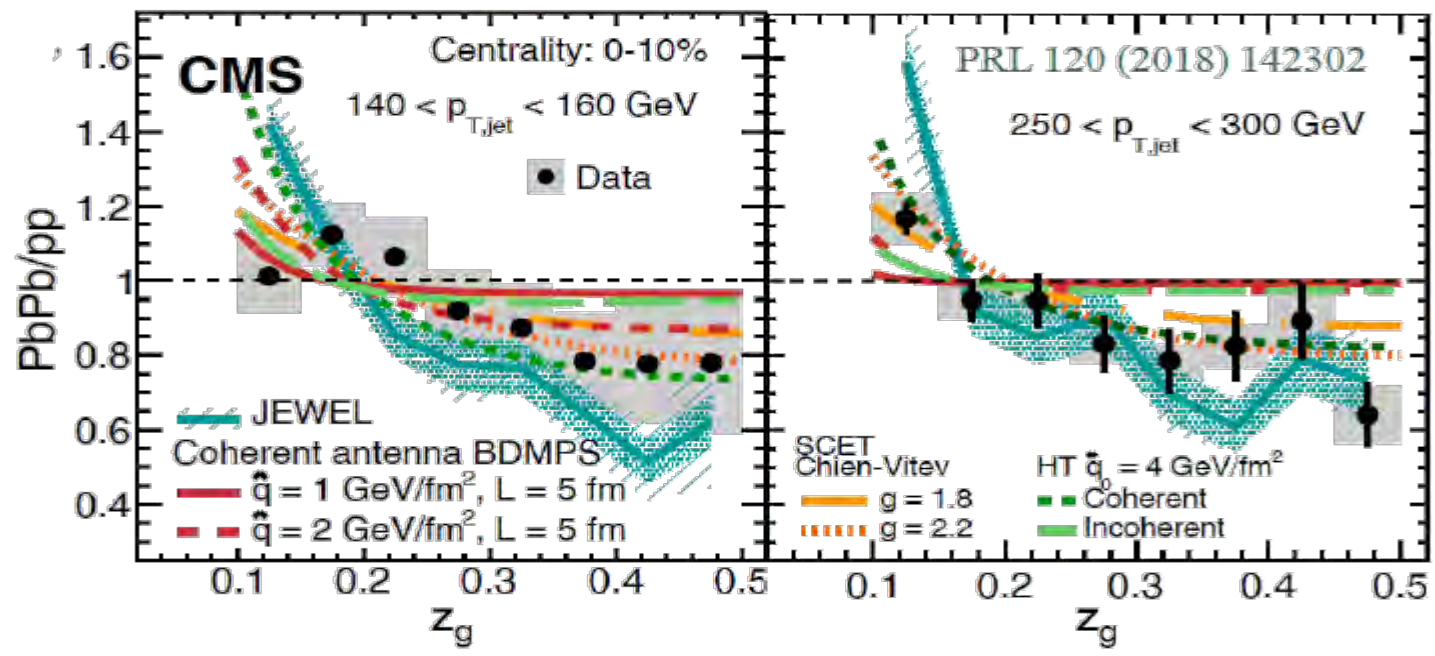 CMS
Centrality: 0-10%
140 < p_T,jet < 160 GeV
Data
JEWEL
Coherent antenna BDMPS
q̂ = 1 GeV/fm², L = 5 fm
q̂ = 2 GeV/fm², L = 5 fm
PbPb/pp
1.6
1.4
1.2
1
0.8
0.6
0.4
0.1 0.2 0.3 0.4 0.5
z_g
PRL 120 (2018) 142302
250 < p_T,jet < 300 GeV
SCET
Chien-Vitev
g = 1.8
g = 2.2
HT q̂_0 = 4 GeV/fm²
Coherent
Incoherent
0.1 0.2 0.3 0.4 0.5
z_g